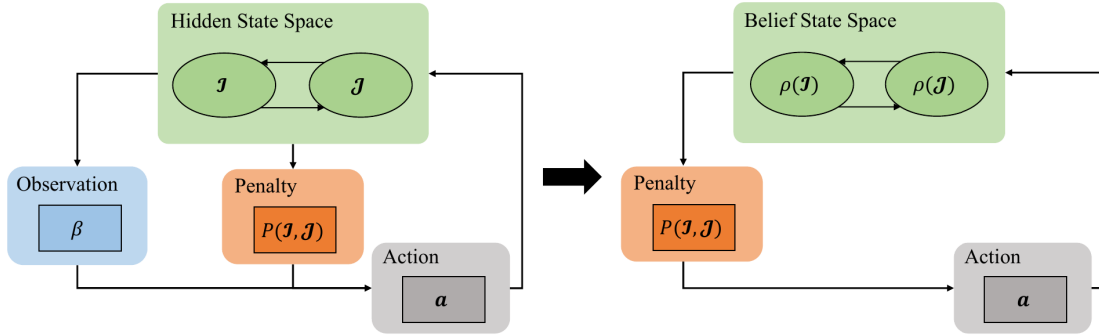 Hidden State Space
𝓘
𝓙
Observation
β
Penalty
P(𝓘, 𝓙)
Action
a
Belief State Space
ρ(𝓘)
ρ(𝓙)
Penalty
P(𝓘, 𝓙)
Action
a